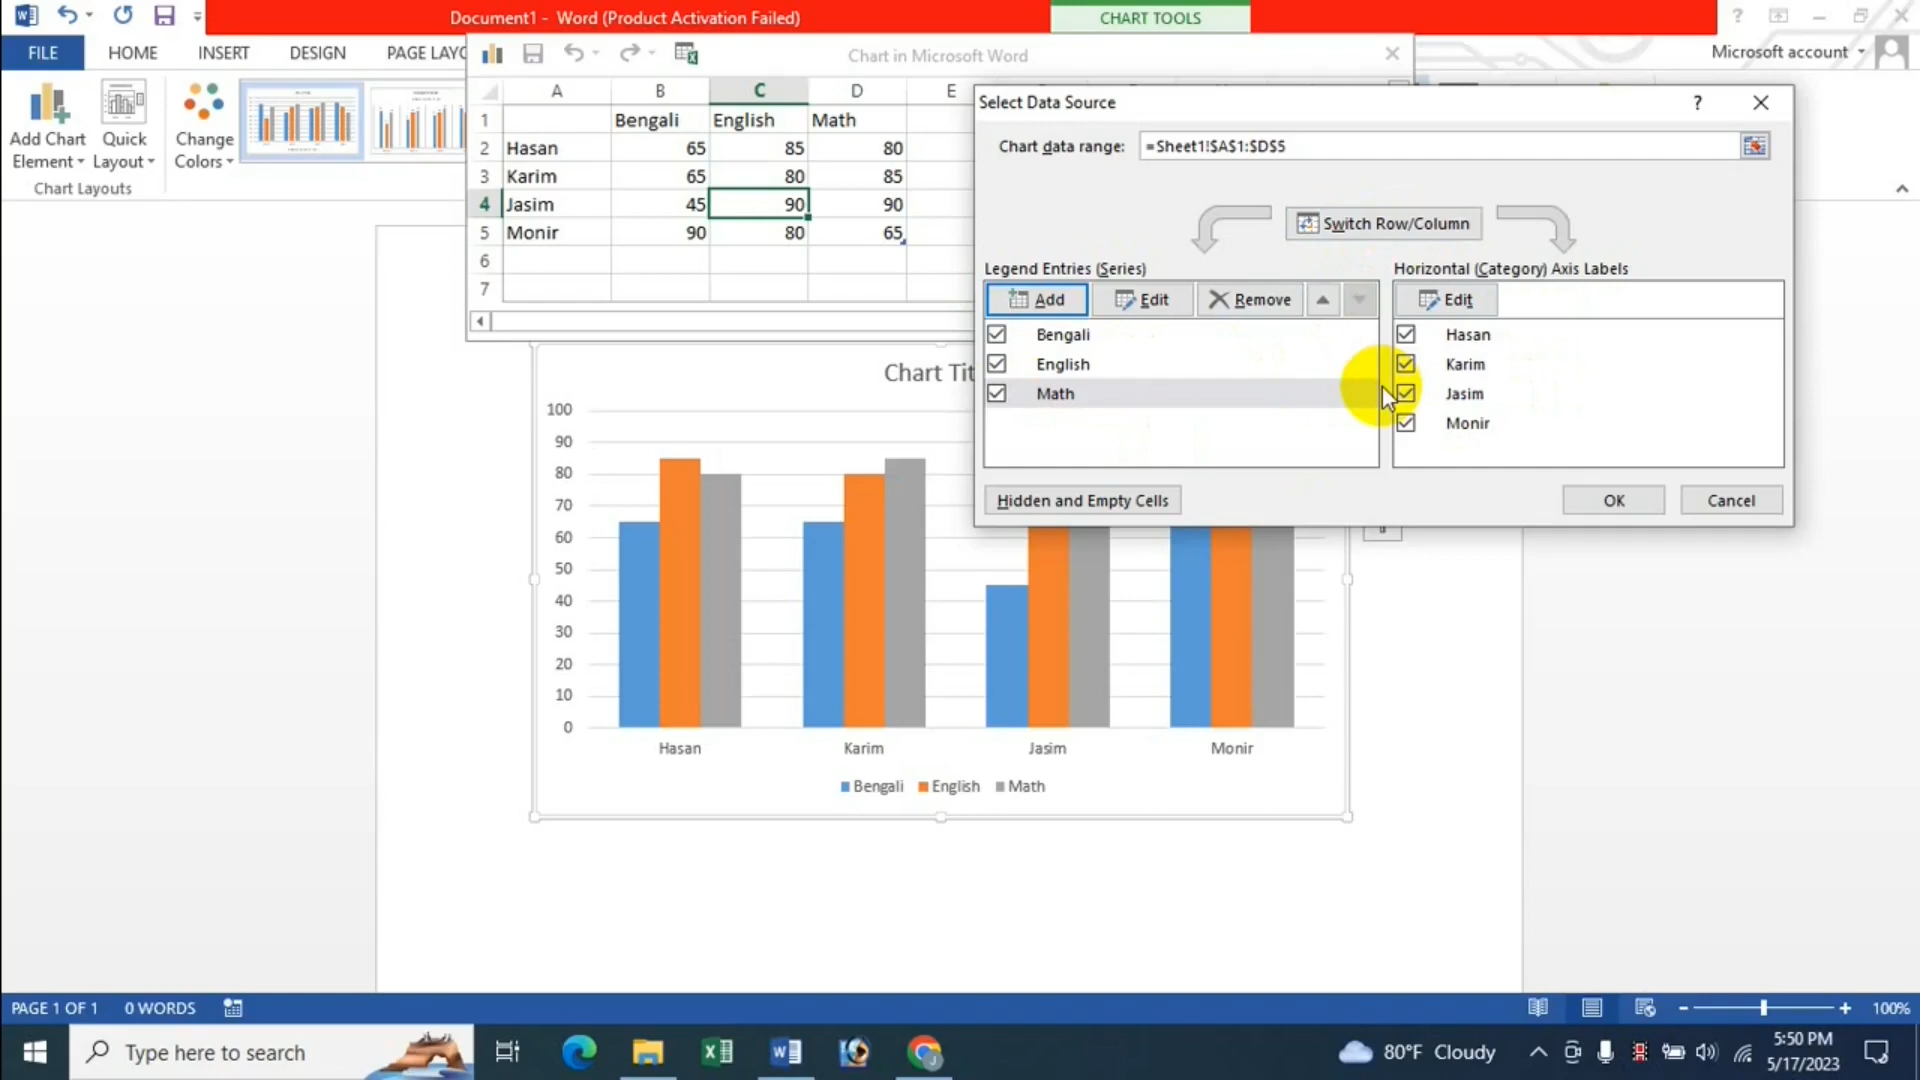 Document1 - Word (Product Activation Failed)
CHART TOOLS
FILE
HOME
INSERT
DESIGN
PAGE LAYO
Chart in Microsoft Word
Microsoft account
Add Chart Element
Quick Layout
Change Colors
Chart Layouts
A B C D E
1 Bengali English Math
2 Hasan 65 85 80
3 Karim 65 80 85
4 Jasim 45 90 90
5 Monir 90 80 65
6
7
Select Data Source
?
Chart data range: =Sheet1!$A$1:$D$5
Switch Row/Column
Legend Entries (Series)
Horizontal (Category) Axis Labels
Add Edit Remove
Edit
Bengali
English
Math
Hasan
Karim
Jasim
Monir
Hidden and Empty Cells
OK
Cancel
Chart Tit
100
90
80
70
60
50
40
30
20
10
0
Hasan Karim Jasim Monir
Bengali English Math
PAGE 1 OF 1 0 WORDS
100%
Type here to search
80°F Cloudy
5:50 PM
5/17/2023